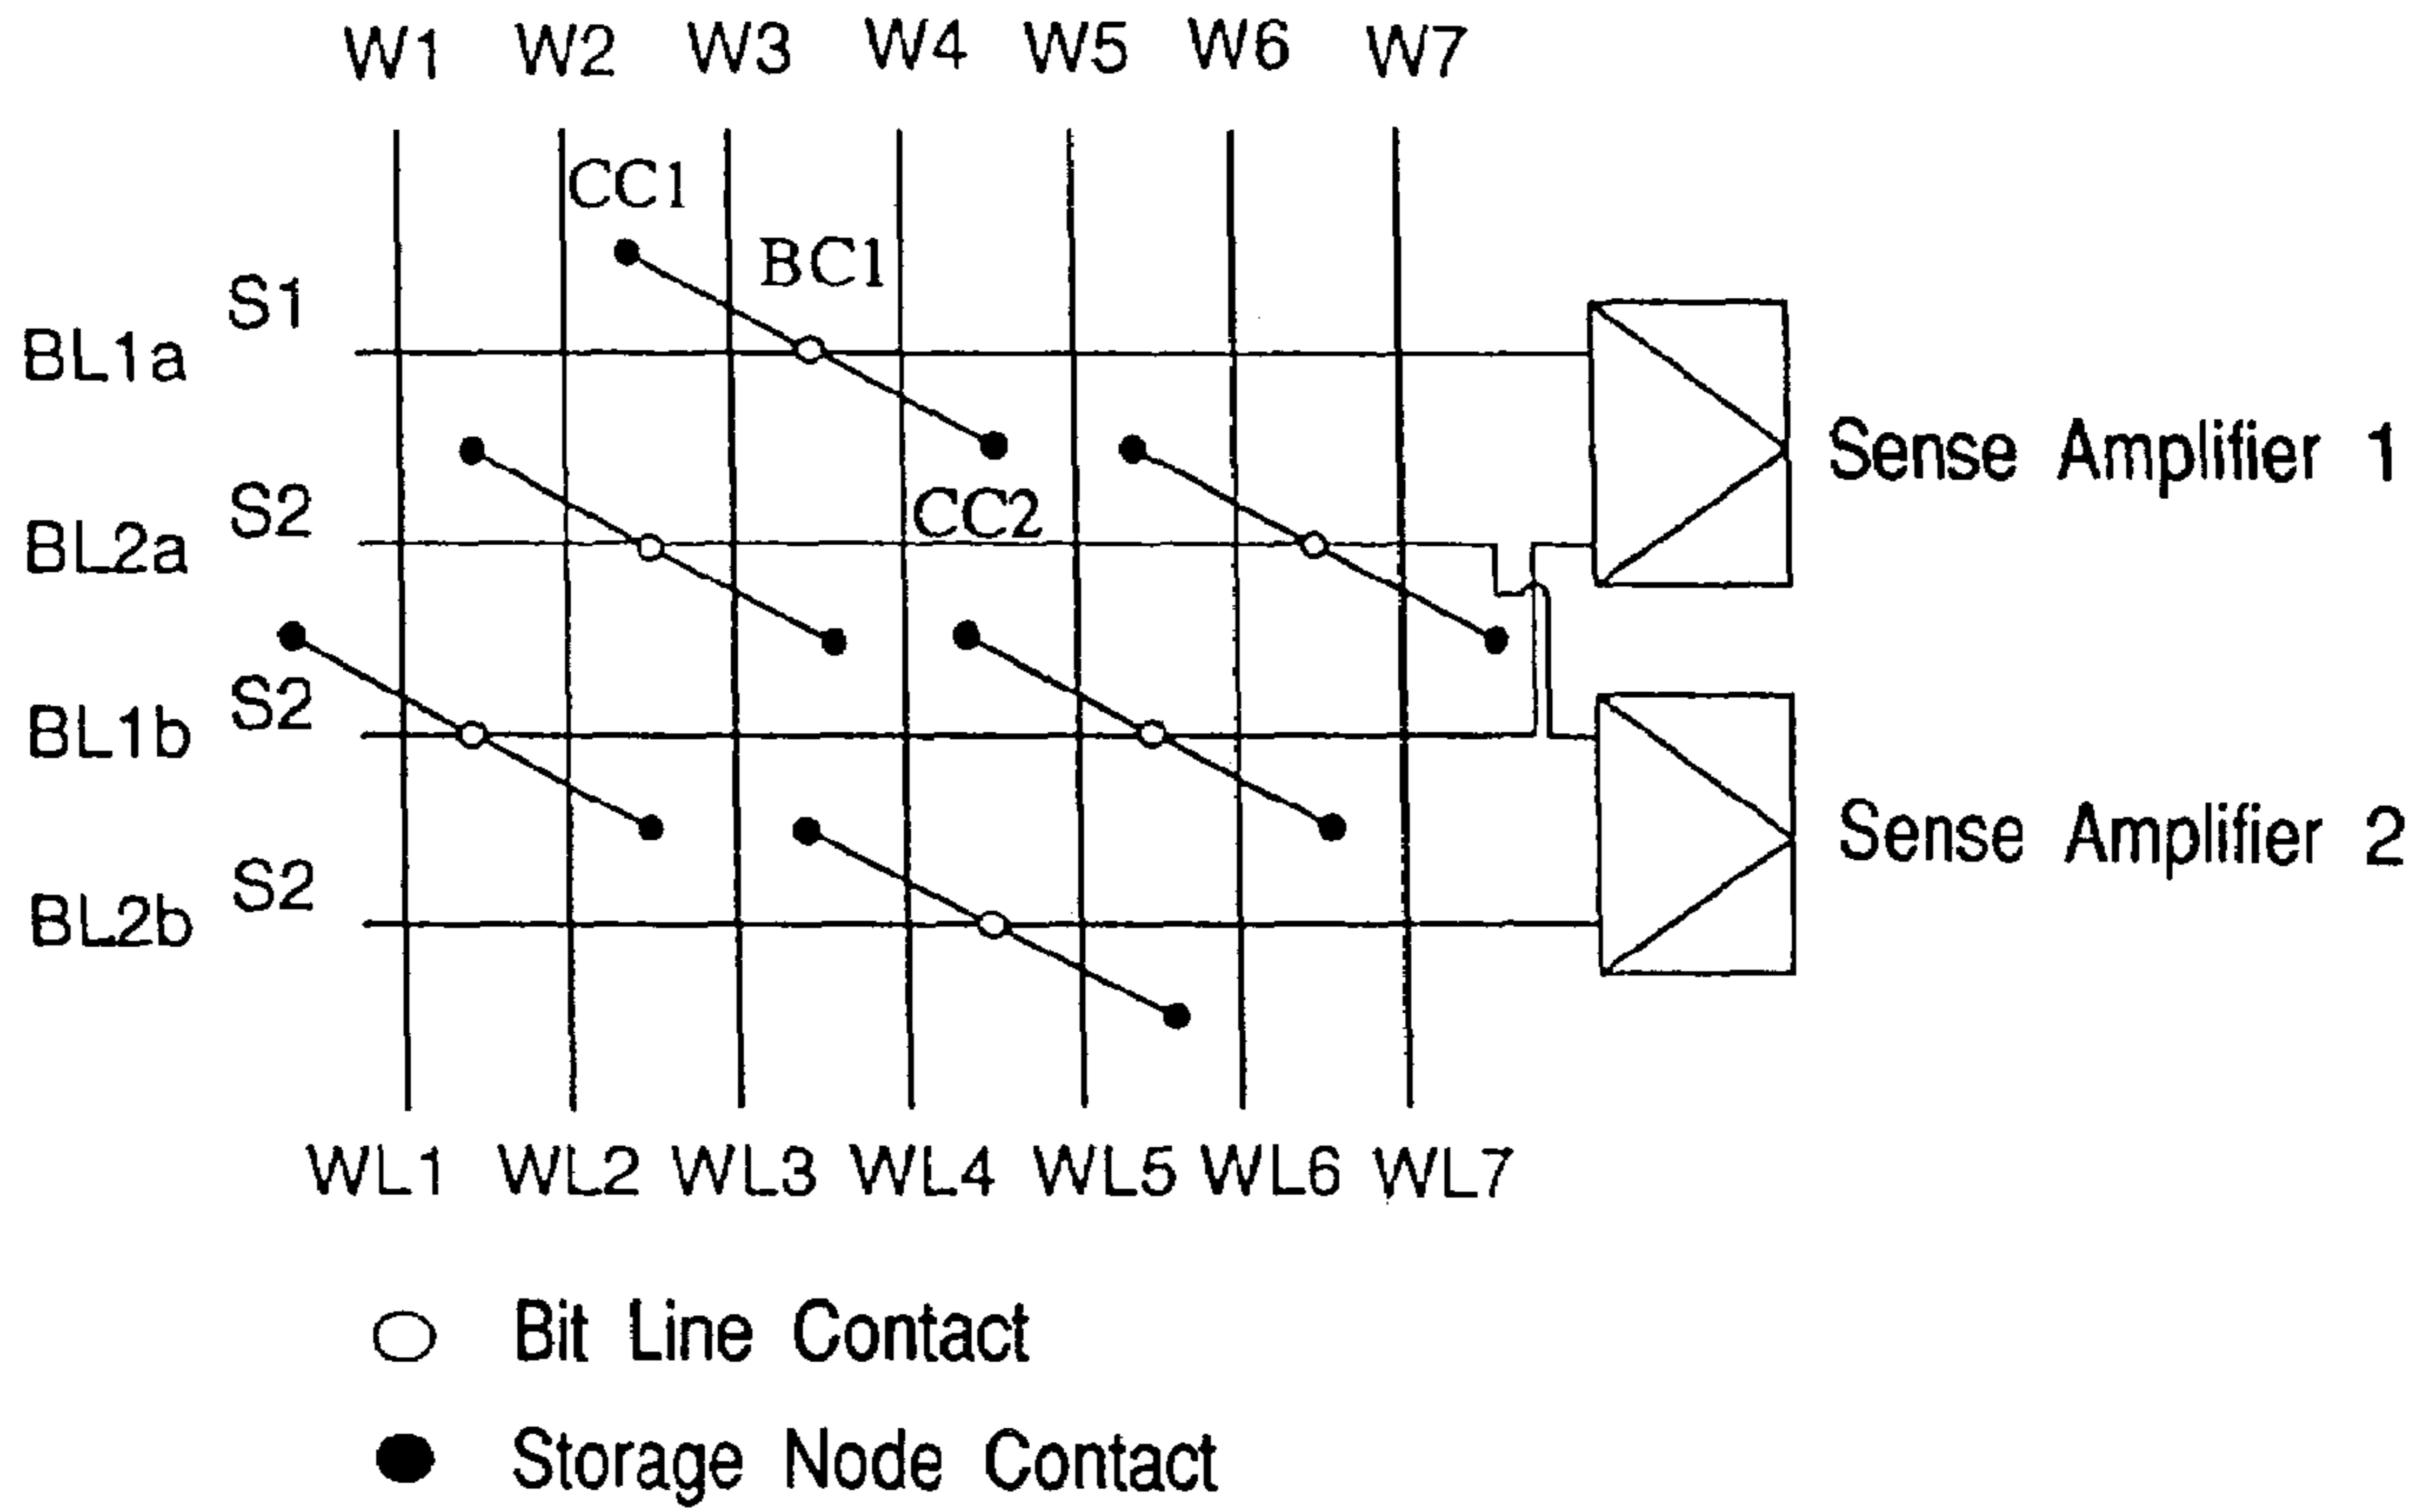 W1 W2 W3 W4 W5 W6 W7
CC1
BC1
S1
BL1a
Sense Amplifier 1
S2
CC2
BL2a
S2
BL1b
Sense Amplifier 2
S2
BL2b
WL1 WL2 WL3 WL4 WL5 WL6 WL7
Bit Line Contact
Storage Node Contact